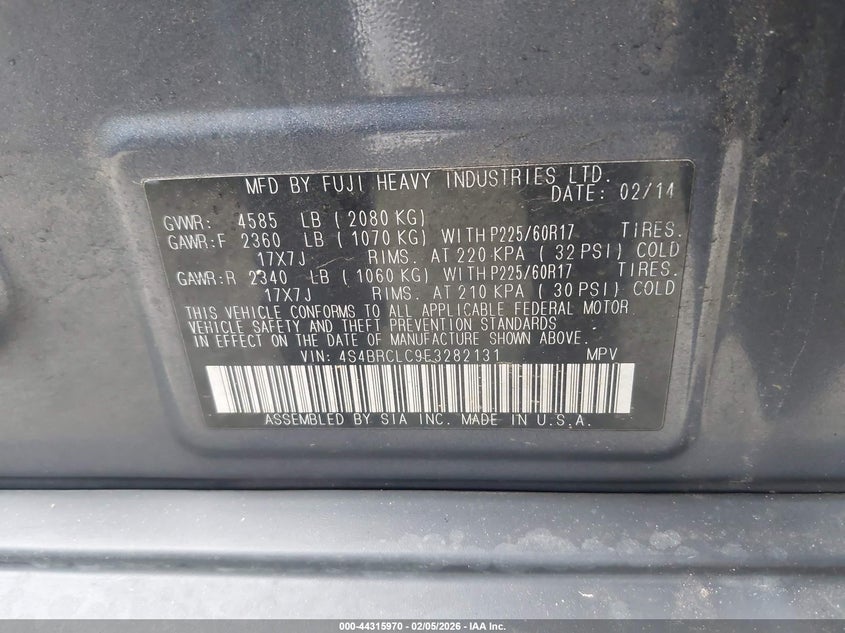 MFD BY FUJI HEAVY INDUSTRIES LTD.
DATE: 02/14
GVWR: 4585 LB ( 2080 KG)
GAWR:F 2360 LB ( 1070 KG) WITH P225/60R17 TIRES.
17X7J RIMS. AT 220 KPA ( 32 PSI) COLD
GAWR:R 2340 LB ( 1060 KG) WITH P225/60R17 TIRES.
17X7J RIMS. AT 210 KPA ( 30 PSI) COLD
THIS VEHICLE CONFORMS TO ALL APPLICABLE FEDERAL MOTOR
VEHICLE SAFETY AND THEFT PREVENTION STANDARDS
IN EFFECT ON THE DATE OF MANUFACTURE SHOWN ABOVE.
VIN: 4S4BRCLC9E3282131 MPV
ASSEMBLED BY SIA INC. MADE IN U.S.A.
000-44315970 - 02/05/2026 - IAA Inc.